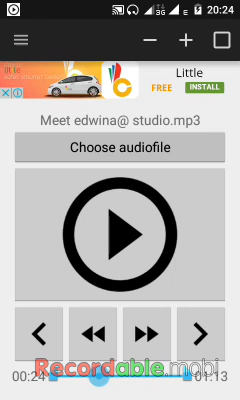 20:24
Little
FREE INSTALL
Meet edwina@ studio.mp3
Choose audiofile
Recordable.mobi
00:24 01:13